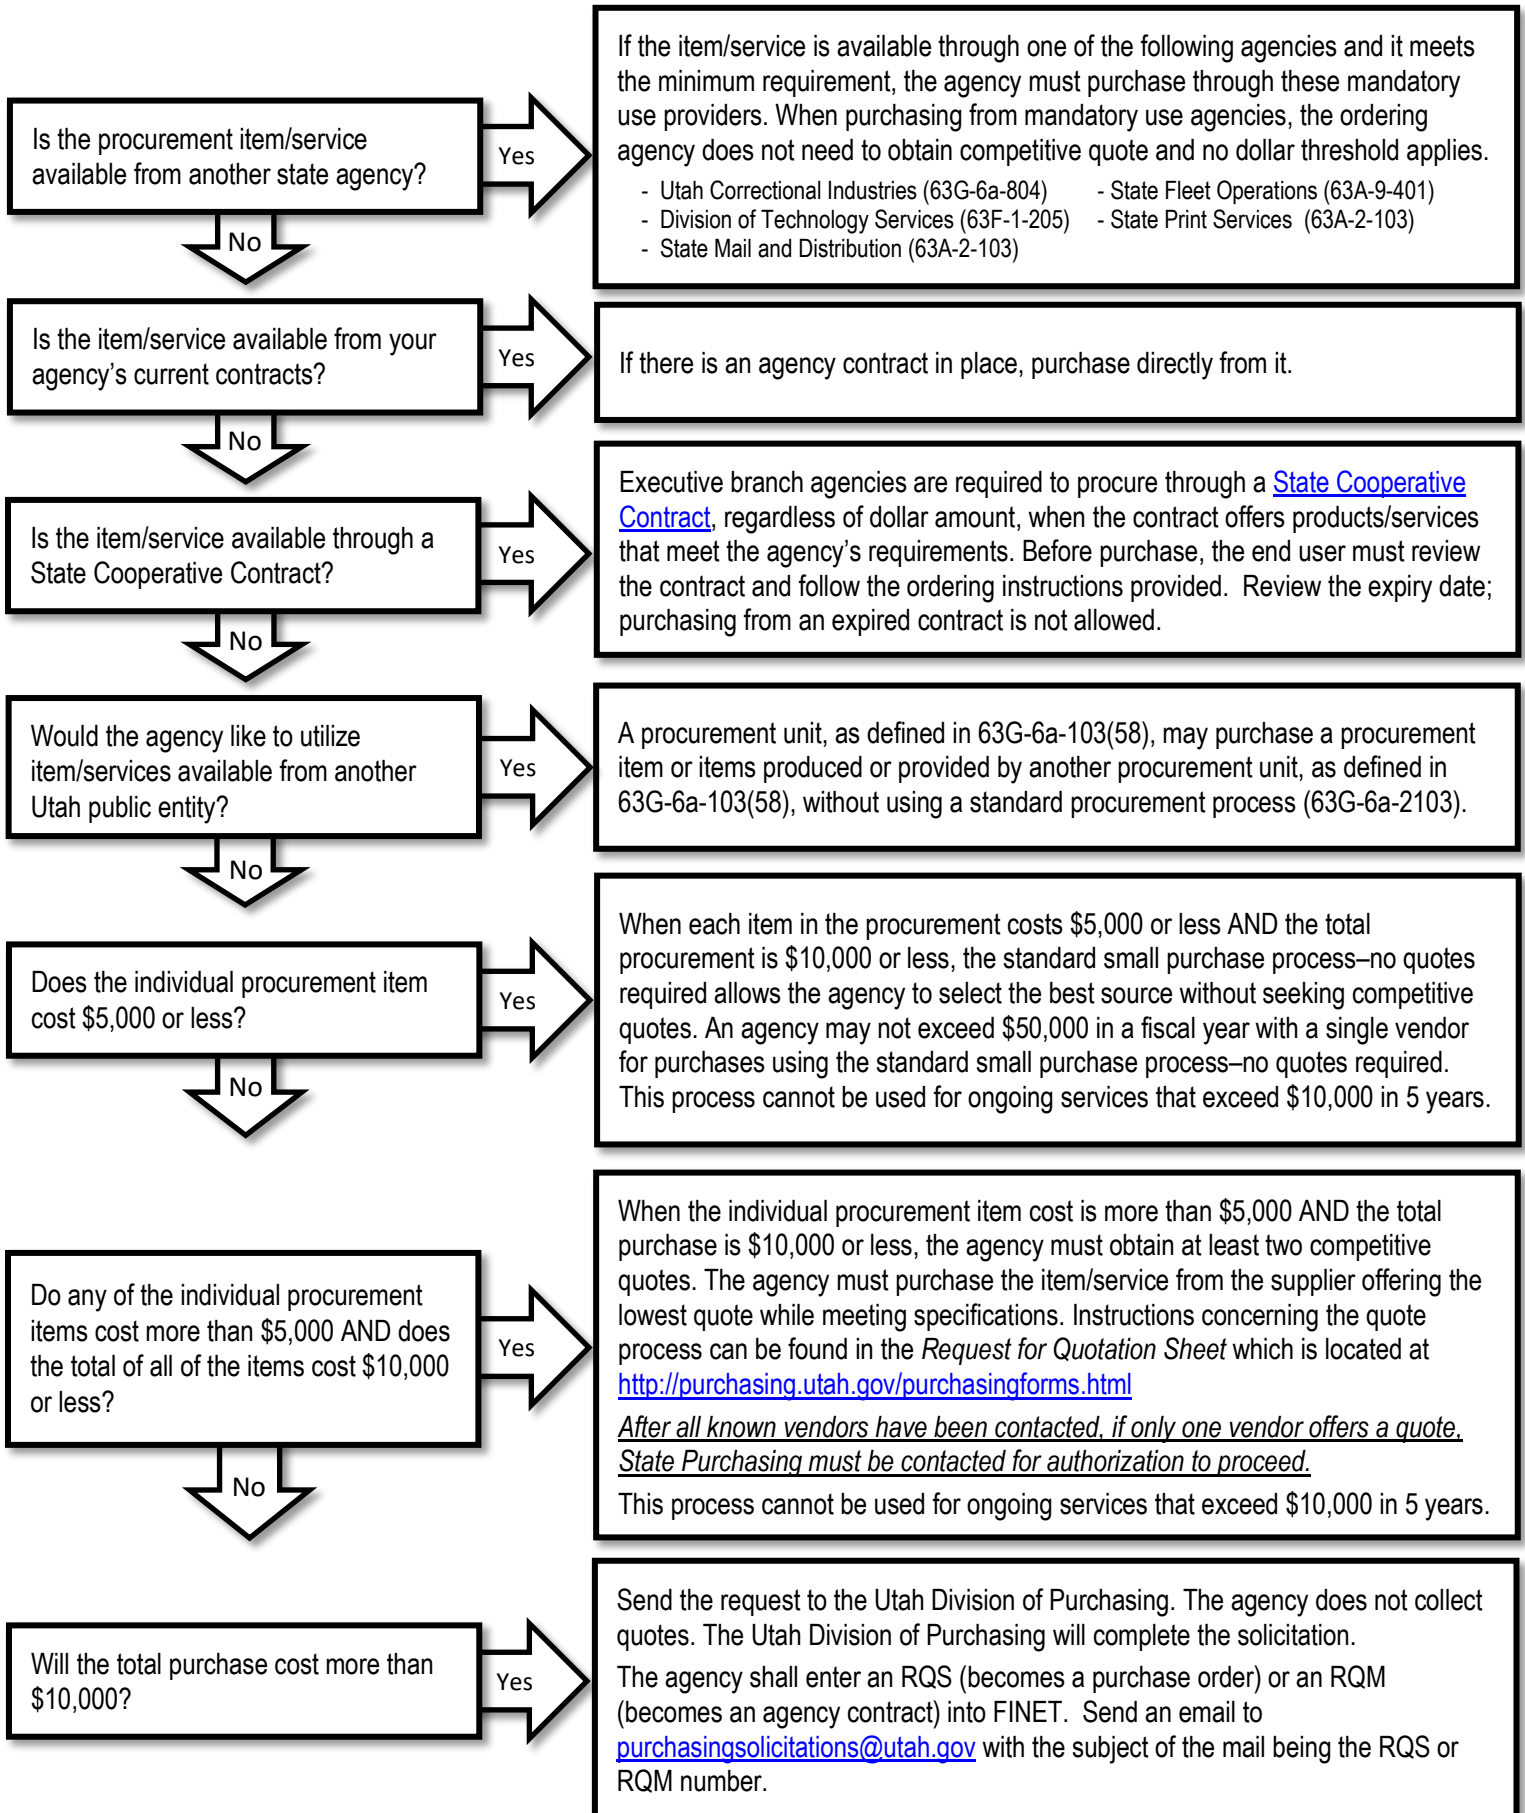 Is the procurement item/service
available from another state agency?
Yes
If the item/service is available through one of the following agencies and it meets
the minimum requirement, the agency must purchase through these mandatory
use providers. When purchasing from mandatory use agencies, the ordering
agency does not need to obtain competitive quote and no dollar threshold applies.
- Utah Correctional Industries (63G-6a-804)
- State Fleet Operations (63A-9-401)
- Division of Technology Services (63F-1-205)
- State Print Services (63A-2-103)
- State Mail and Distribution (63A-2-103)
No
Is the item/service available from your
agency’s current contracts?
Yes
If there is an agency contract in place, purchase directly from it.
No
Is the item/service available through a
State Cooperative Contract?
Yes
Executive branch agencies are required to procure through a State Cooperative
Contract, regardless of dollar amount, when the contract offers products/services
that meet the agency’s requirements. Before purchase, the end user must review
the contract and follow the ordering instructions provided. Review the expiry date;
purchasing from an expired contract is not allowed.
No
Would the agency like to utilize
item/services available from another
Utah public entity?
Yes
A procurement unit, as defined in 63G-6a-103(58), may purchase a procurement
item or items produced or provided by another procurement unit, as defined in
63G-6a-103(58), without using a standard procurement process (63G-6a-2103).
No
Does the individual procurement item
cost $5,000 or less?
Yes
When each item in the procurement costs $5,000 or less AND the total
procurement is $10,000 or less, the standard small purchase process–no quotes
required allows the agency to select the best source without seeking competitive
quotes. An agency may not exceed $50,000 in a fiscal year with a single vendor
for purchases using the standard small purchase process–no quotes required.
This process cannot be used for ongoing services that exceed $10,000 in 5 years.
No
Do any of the individual procurement
items cost more than $5,000 AND does
the total of all of the items cost $10,000
or less?
Yes
When the individual procurement item cost is more than $5,000 AND the total
purchase is $10,000 or less, the agency must obtain at least two competitive
quotes. The agency must purchase the item/service from the supplier offering the
lowest quote while meeting specifications. Instructions concerning the quote
process can be found in the Request for Quotation Sheet which is located at
http://purchasing.utah.gov/purchasingforms.html
After all known vendors have been contacted, if only one vendor offers a quote,
State Purchasing must be contacted for authorization to proceed.
This process cannot be used for ongoing services that exceed $10,000 in 5 years.
No
Will the total purchase cost more than
$10,000?
Yes
Send the request to the Utah Division of Purchasing. The agency does not collect
quotes. The Utah Division of Purchasing will complete the solicitation.
The agency shall enter an RQS (becomes a purchase order) or an RQM
(becomes an agency contract) into FINET. Send an email to
purchasingsolicitations@utah.gov with the subject of the mail being the RQS or
RQM number.